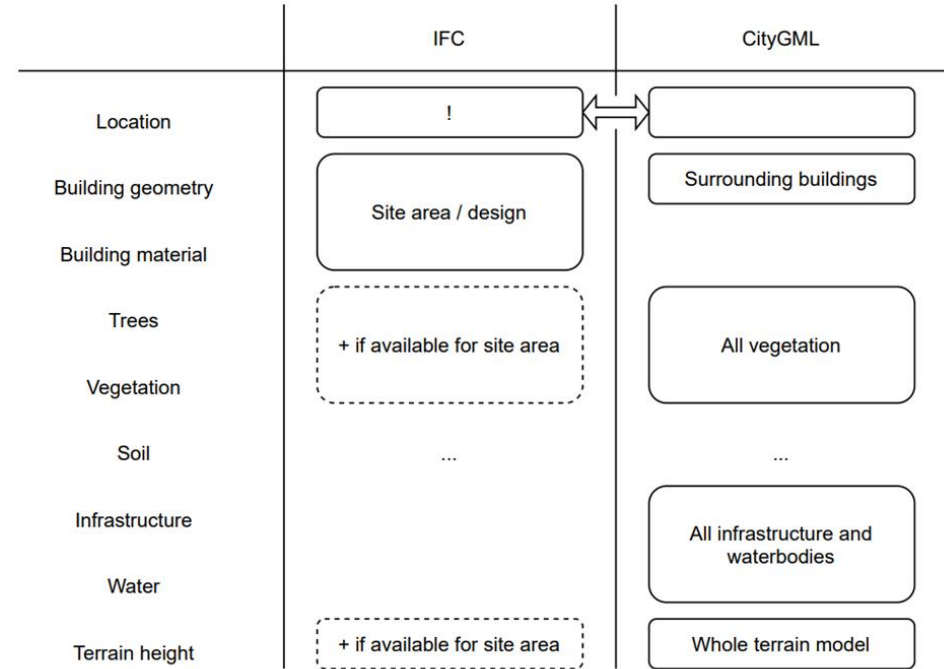 IFC
CityGML
Location
!
Building geometry
Surrounding buildings
Site area / design
Building material
Trees
+ if available for site area
All vegetation
Vegetation
Soil
...
...
Infrastructure
All infrastructure and
waterbodies
Water
Terrain height
+ if available for site area
Whole terrain model